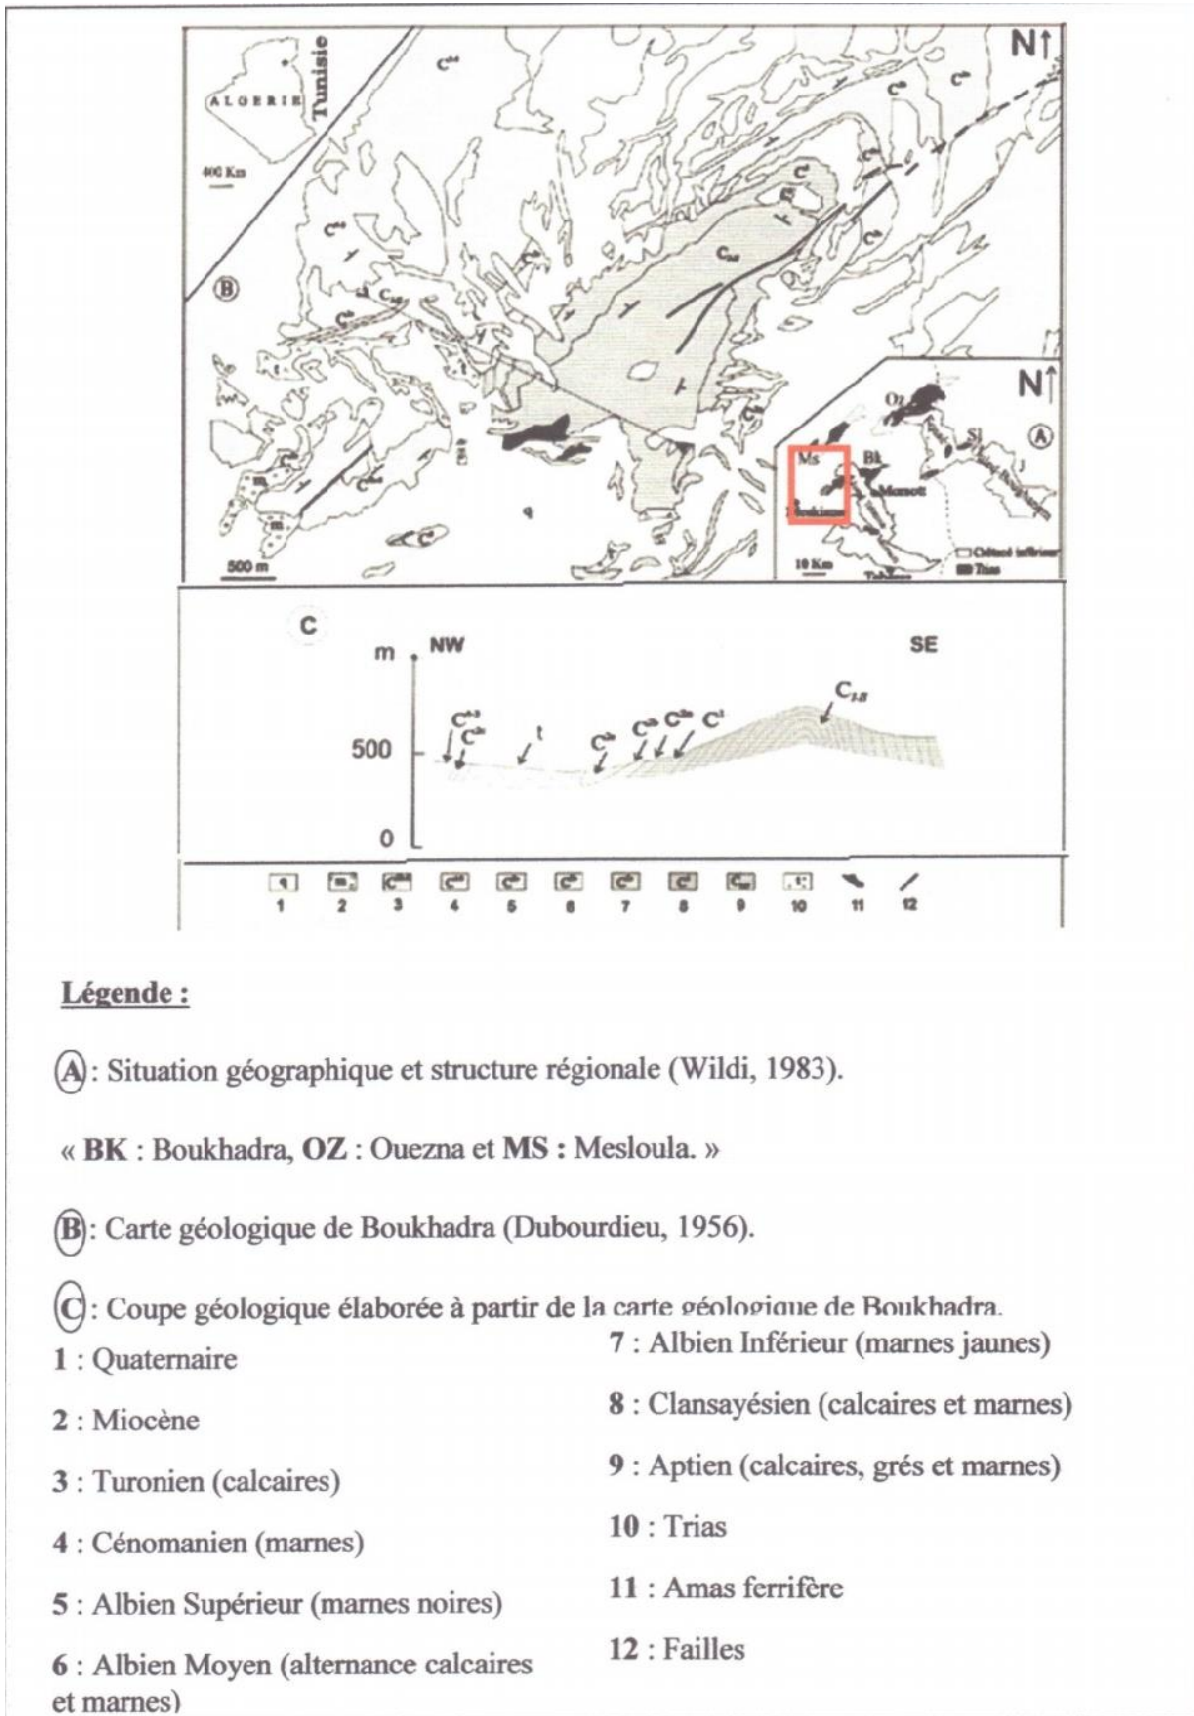 ALGERIE
Tunisie
400 Km
N↑
B
q
m
t
500 m
N↑
Oz
Sl
A
J
Ms
Bk
10 Km
Trias
C
m
NW
SE
500
0
t
1 2 3 4 5 6 7 8 9 10 11 12
Légende :
A : Situation géographique et structure régionale (Wildi, 1983).
« BK : Boukhadra, OZ : Ouezna et MS : Mesloula. »
B : Carte géologique de Boukhadra (Dubourdieu, 1956).
C : Coupe géologique élaborée à partir de la carte géologique de Boukhadra.
1 : Quaternaire
2 : Miocène
3 : Turonien (calcaires)
4 : Cénomanien (marnes)
5 : Albien Supérieur (marnes noires)
6 : Albien Moyen (alternance calcaires
et marnes)
7 : Albien Inférieur (marnes jaunes)
8 : Clansayésien (calcaires et marnes)
9 : Aptien (calcaires, grés et marnes)
10 : Trias
11 : Amas ferrifère
12 : Failles